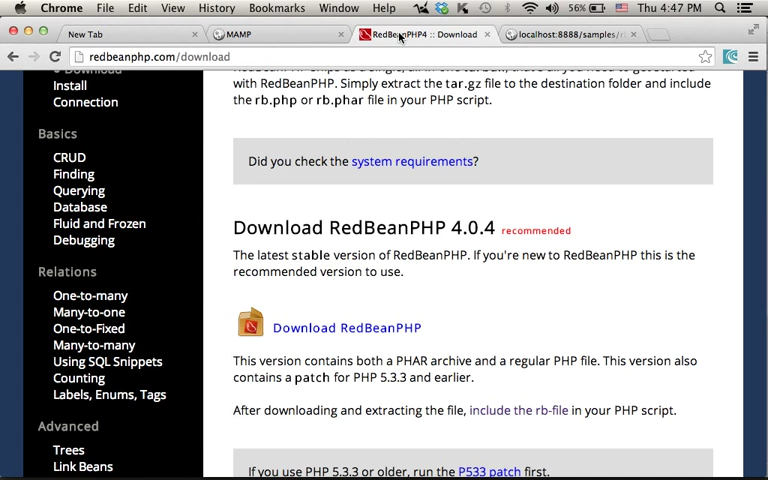 Chrome File Edit View History Bookmarks Window Help 56% Thu 4:47 PM
New Tab MAMP RedBeanPHP4 :: Download localhost:8888/samples/r
redbeanphp.com/download
Download
Install
Connection
Basics
CRUD
Finding
Querying
Database
Fluid and Frozen
Debugging
Relations
One-to-many
Many-to-one
One-to-Fixed
Many-to-many
Using SQL Snippets
Counting
Labels, Enums, Trees
Advanced
Trees
Link Beans
with RedBeanPHP. Simply extract the tar.gz file to the destination folder and include
the rb.php or rb.phar file in your PHP script.
Did you check the system requirements?
Download RedBeanPHP 4.0.4 recommended
The latest stable version of RedBeanPHP. If you're new to RedBeanPHP this is the
recommended version to use.
Download RedBeanPHP
This version contains both a PHAR archive and a regular PHP file. This version also
contains a patch for PHP 5.3.3 and earlier.
After downloading and extracting the file, include the rb-file in your PHP script.
If you use PHP 5.3.3 or older, run the P533 patch first.